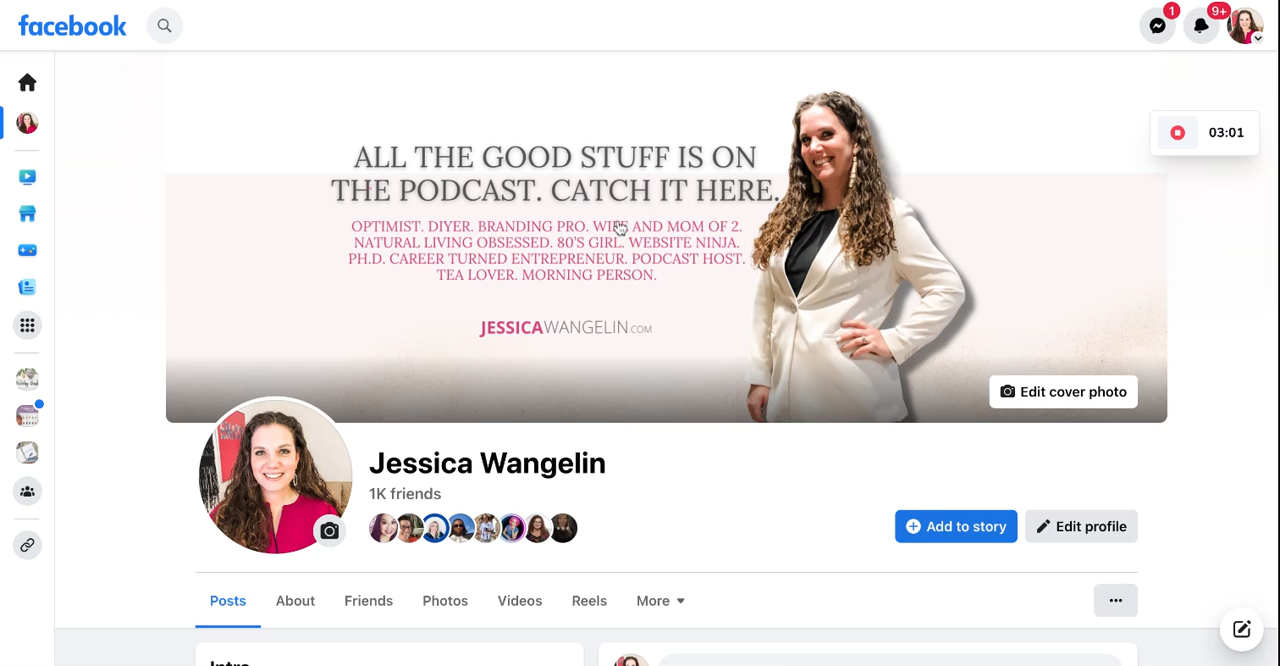 facebook
1
9+
03:01
ALL THE GOOD STUFF IS ON
THE PODCAST. CATCH IT HERE.
OPTIMIST. DIYER. BRANDING PRO. WIFE AND MOM OF 2.
NATURAL LIVING OBSESSED. 80'S GIRL. WEBSITE NINJA.
PH.D. CAREER TURNED ENTREPRENEUR. PODCAST HOST.
TEA LOVER. MORNING PERSON.
JESSICAWANGELIN.COM
Edit cover photo
Jessica Wangelin
1K friends
Add to story
Edit profile
Posts About Friends Photos Videos Reels More
Intro